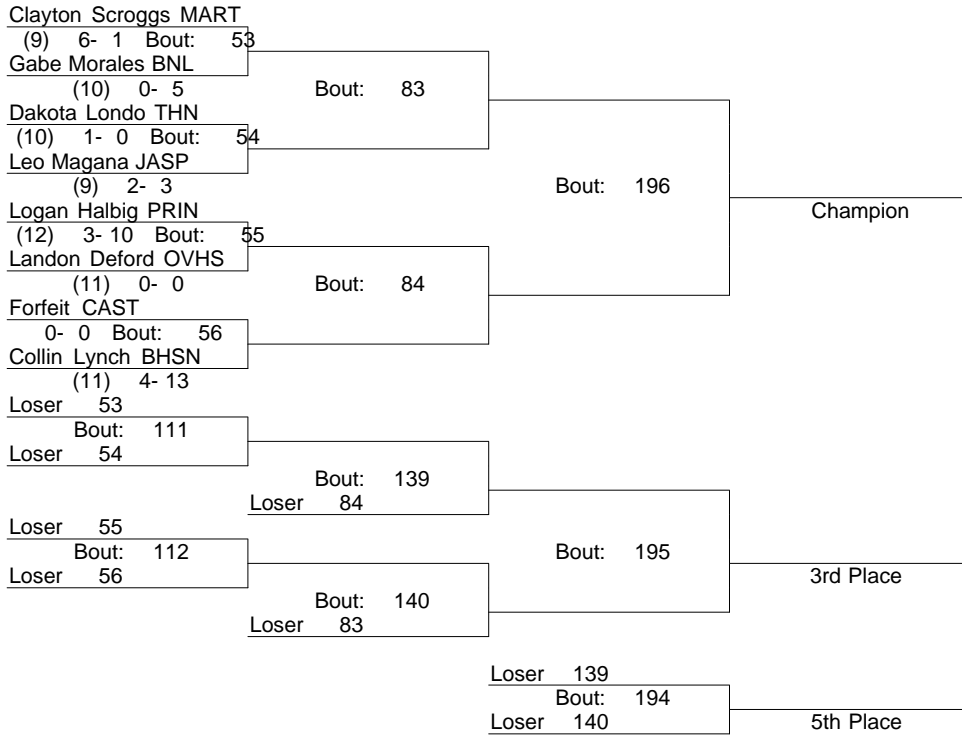 Clayton Scroggs MART
(9) 6- 1 Bout: 53
Gabe Morales BNL
(10) 0- 5
Bout: 83
Dakota Londo THN
(10) 1- 0 Bout: 54
Leo Magana JASP
(9) 2- 3
Bout: 196
Logan Halbig PRIN
Champion
(12) 3- 10 Bout: 55
Landon Deford OVHS
(11) 0- 0
Bout: 84
Forfeit CAST
0- 0 Bout: 56
Collin Lynch BHSN
(11) 4- 13
Loser 53
Bout: 111
Loser 54
Bout: 139
Loser 84
Loser 55
Bout: 112
Bout: 195
Loser 56
3rd Place
Bout: 140
Loser 83
Loser 139
Bout: 194
Loser 140
5th Place